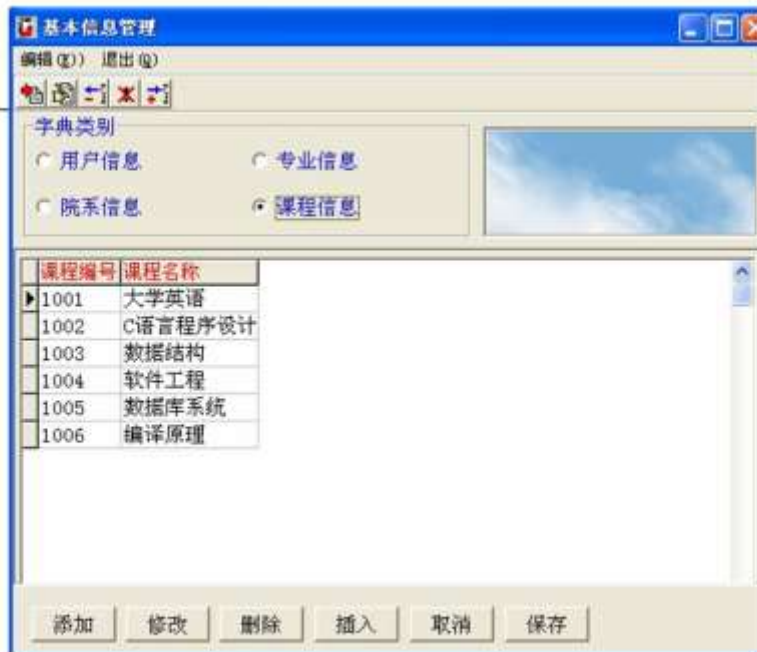 基本信息管理
编辑(E)) 退出(Q)
字典类别
用户信息 专业信息
院系信息 课程信息
课程编号 课程名称
1001 大学英语
1002 C语言程序设计
1003 数据结构
1004 软件工程
1005 数据库系统
1006 编译原理
添加 修改 删除 插入 取消 保存